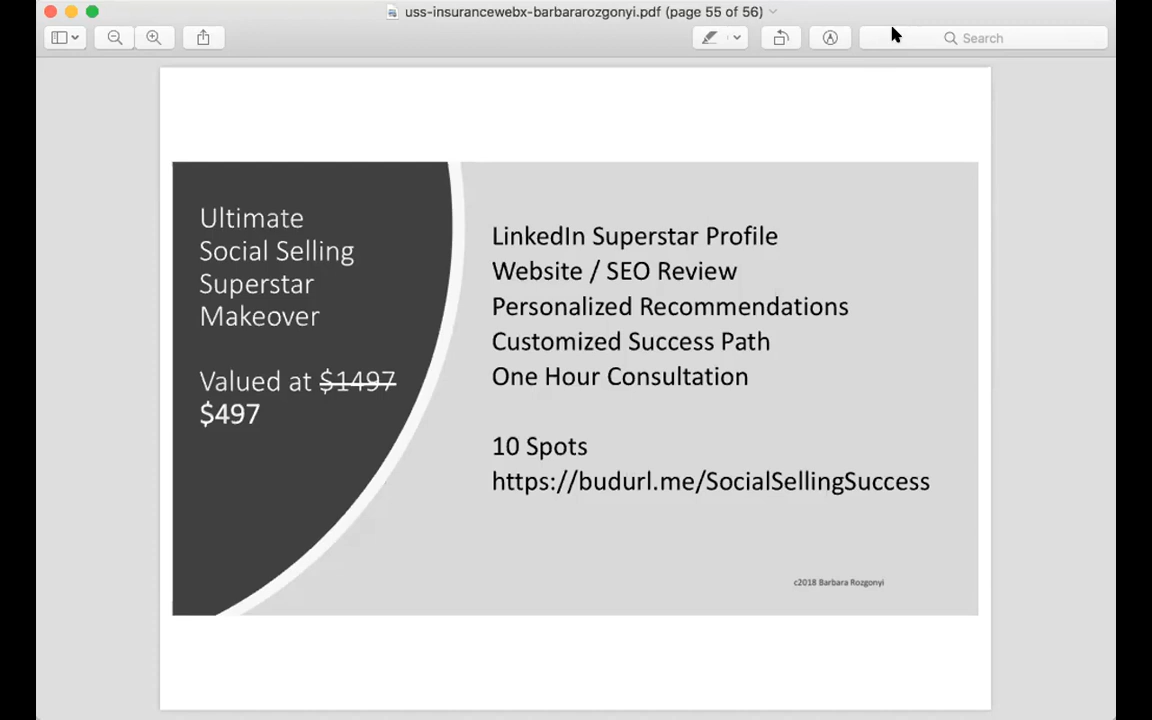 uss-insurancewebx-barbararozgonyi.pdf (page 55 of 56)
Search
Ultimate
Social Selling
Superstar
Makeover
Valued at $1497
$497
LinkedIn Superstar Profile
Website / SEO Review
Personalized Recommendations
Customized Success Path
One Hour Consultation
10 Spots
https://budurl.me/SocialSellingSuccess
c2018 Barbara Rozgonyi